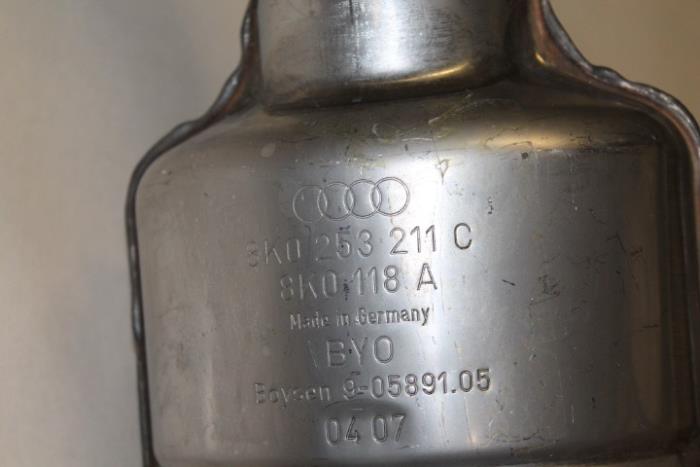 8K0 253 211 C
8K0 118 A
Made in Germany
BYO
Boysen 9-05891.05
04 07